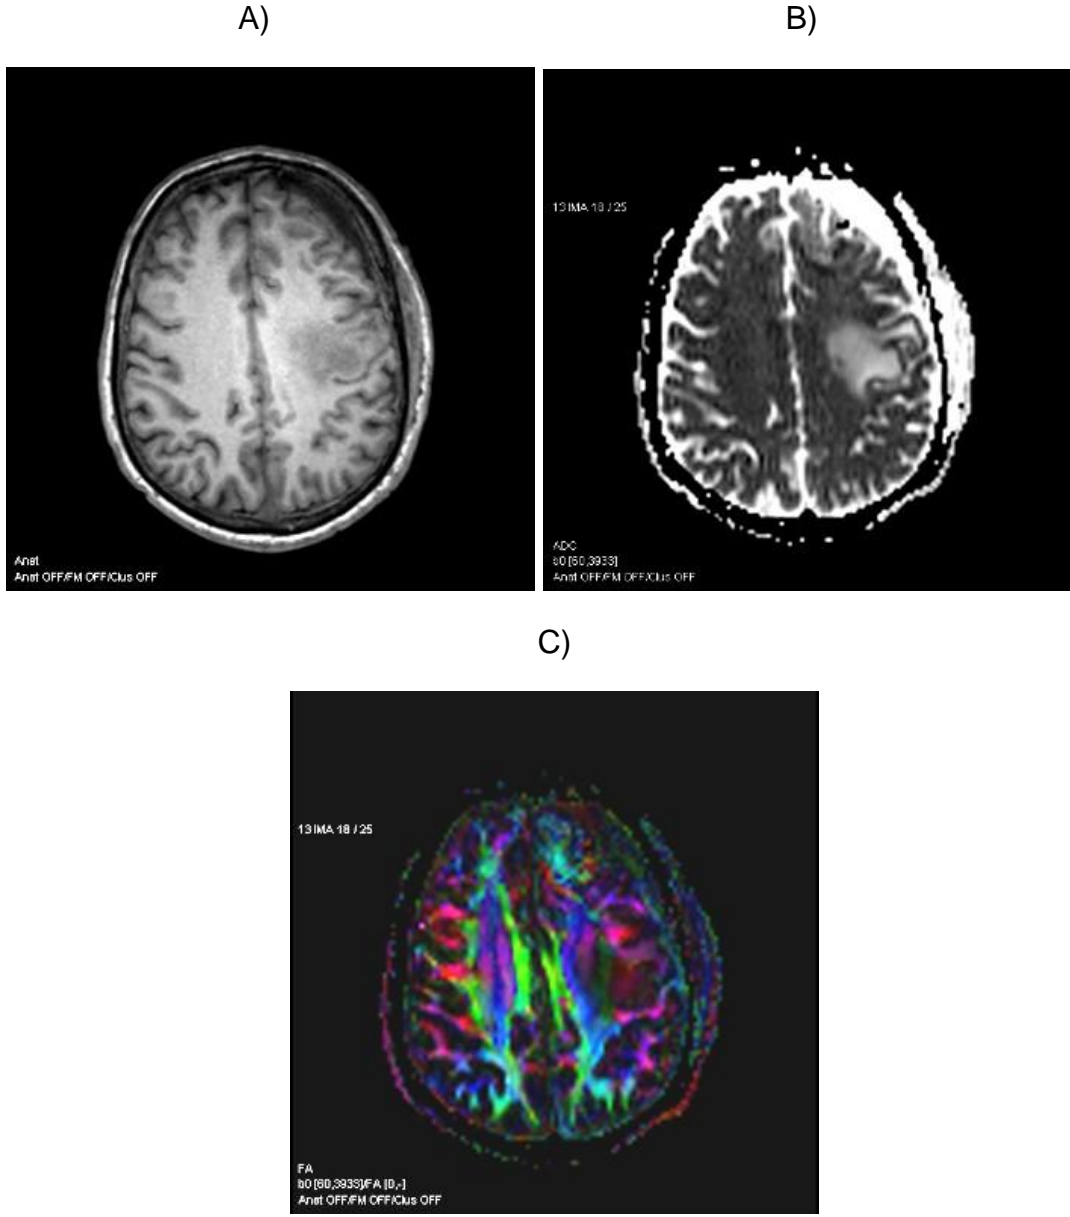 A)
B)
Anat
Anat OFF/FM OFF/Clus OFF
13 IMA 18 / 25
ADC
b0 [60,3933]
Anat OFF/FM OFF/Clus OFF
C)
13 IMA 18 / 25
FA
b0 [60,3933]/FA [0,-]
Anat OFF/FM OFF/Clus OFF